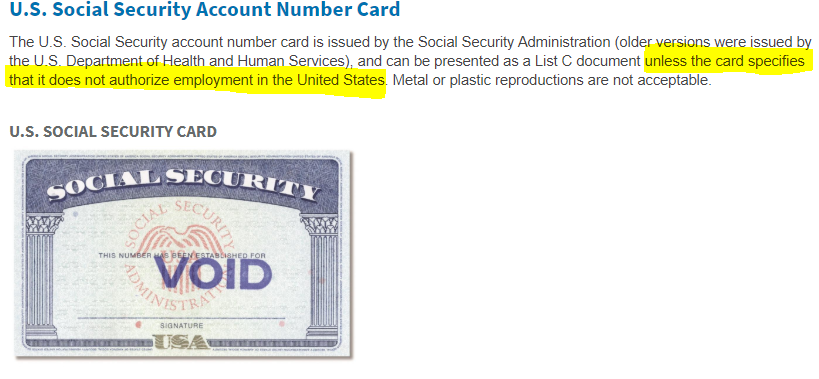 U.S. Social Security Account Number Card
The U.S. Social Security account number card is issued by the Social Security Administration (older versions were issued by
the U.S. Department of Health and Human Services), and can be presented as a List C document unless the card specifies
that it does not authorize employment in the United States. Metal or plastic reproductions are not acceptable.
U.S. SOCIAL SECURITY CARD
SOCIAL SECURITY
SOCIAL SECURITY
THIS NUMBER HAS BEEN ESTABLISHED FOR
VOID
ADMINISTRATION
SIGNATURE
USA